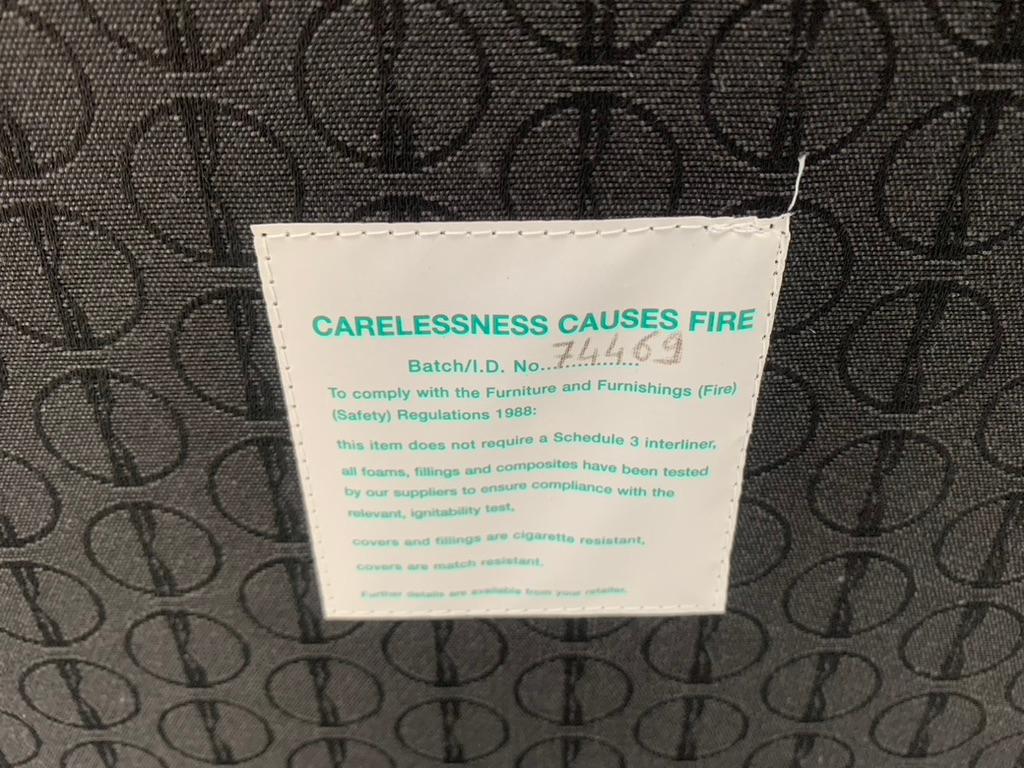 CARELESSNESS CAUSES FIRE
Batch/I.D. No...74469
To comply with the Furniture and Furnishings (Fire)
(Safety) Regulations 1988:
this item does not require a Schedule 3 interliner,
all foams, fillings and composites have been tested
by our suppliers to ensure compliance with the
relevant, ignitability test,
covers and fillings are cigarette resistant,
covers are match resistant.
Further details are available from your retailer.